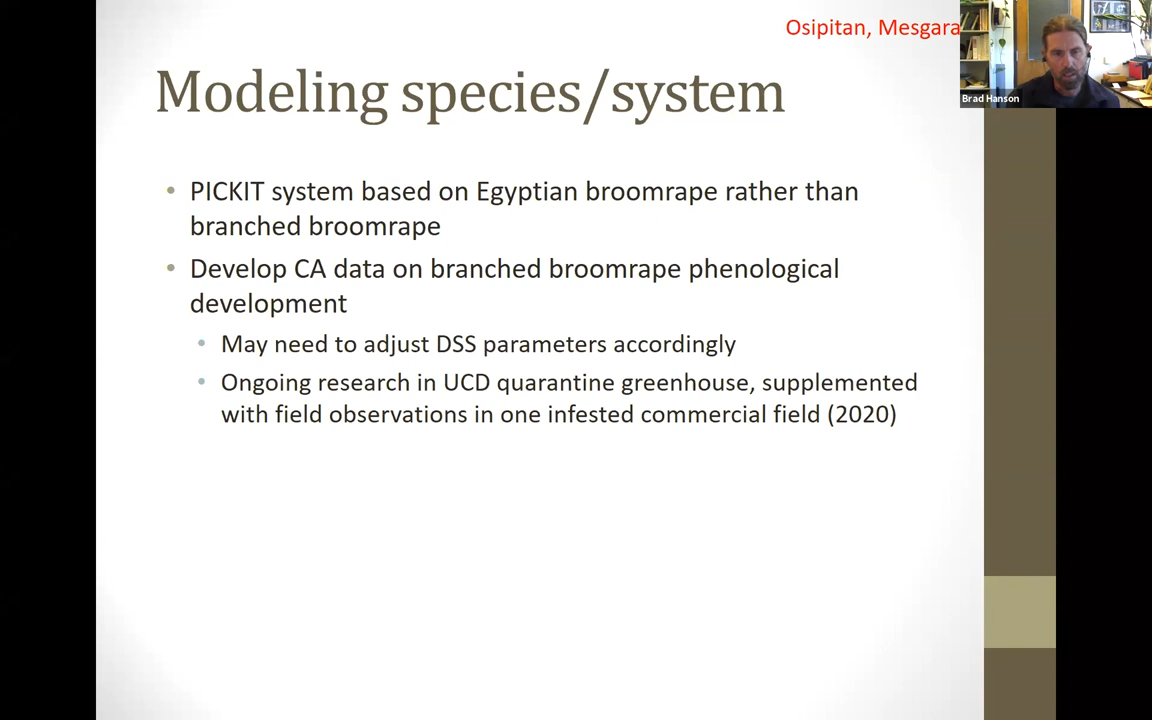 Osipitan, Mesgara
Brad Hanson
Modeling species/system
• PICKIT system based on Egyptian broomrape rather than
branched broomrape
• Develop CA data on branched broomrape phenological
development
• May need to adjust DSS parameters accordingly
• Ongoing research in UCD quarantine greenhouse, supplemented
with field observations in one infested commercial field (2020)